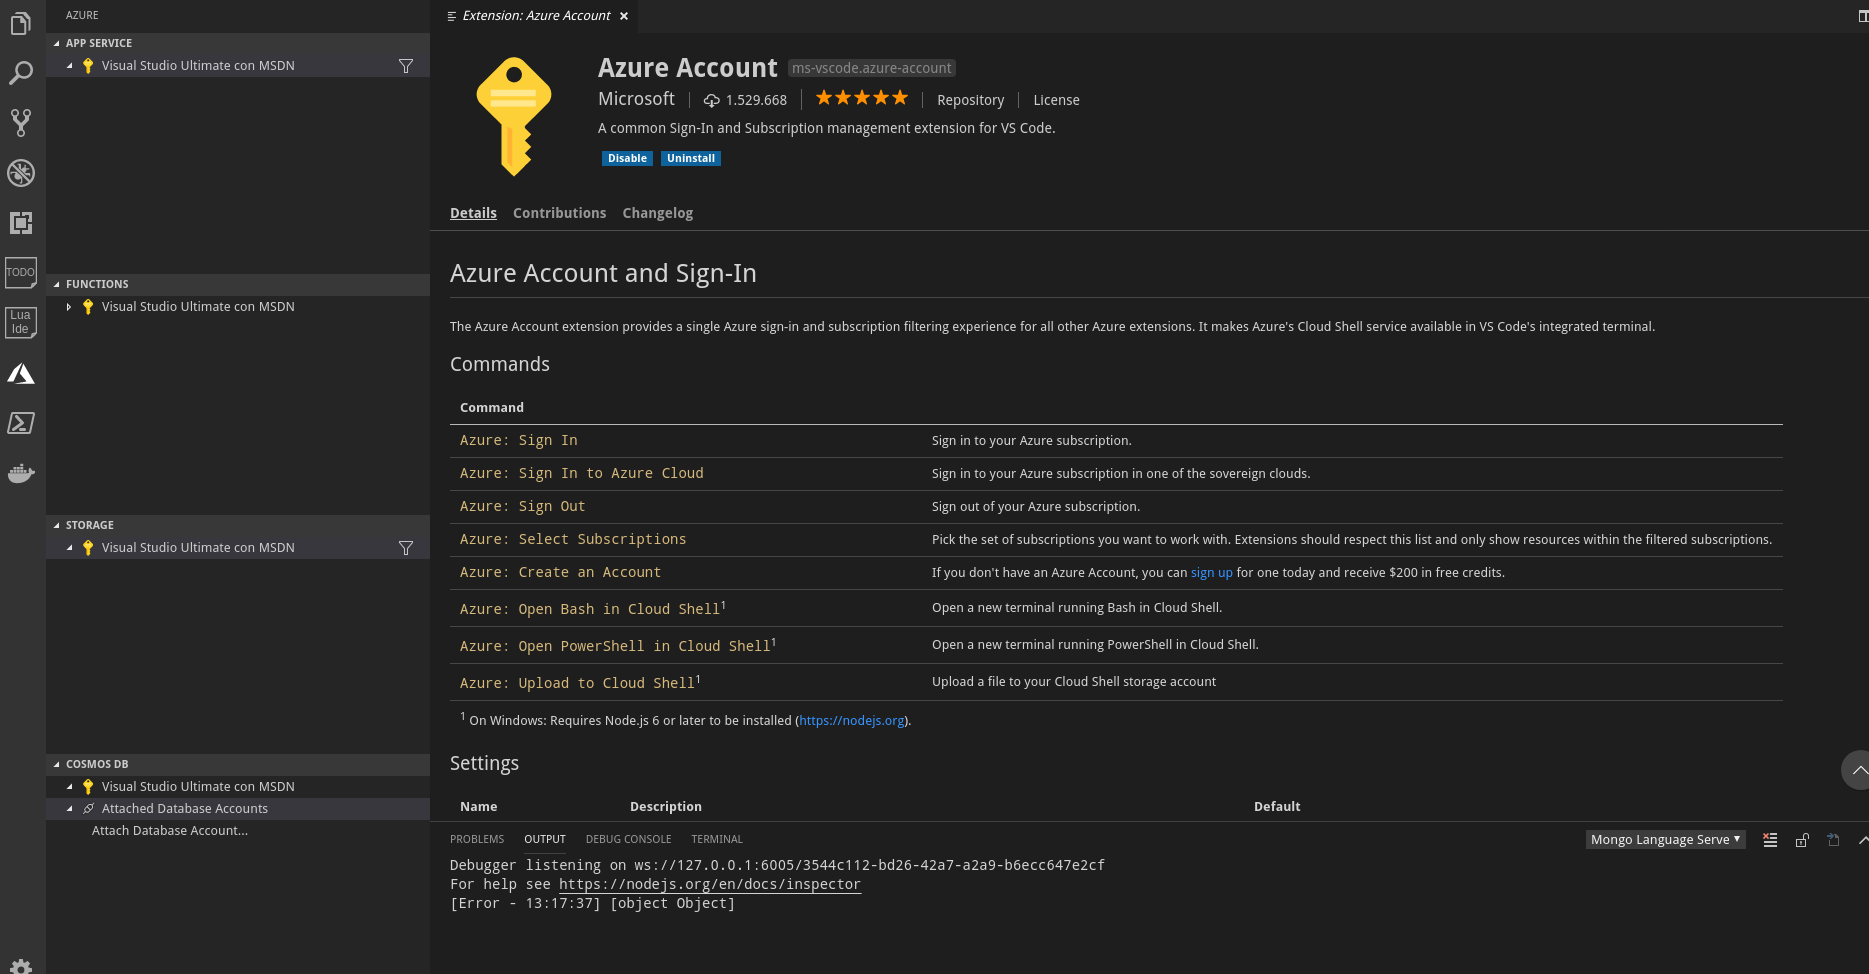 AZURE
APP SERVICE
Visual Studio Ultimate con MSDN
TODO
Lua
Ide
FUNCTIONS
Visual Studio Ultimate con MSDN
STORAGE
Visual Studio Ultimate con MSDN
COSMOS DB
Visual Studio Ultimate con MSDN
Attached Database Accounts
Attach Database Account...
Extension: Azure Account
Azure Account ms-vscode.azure-account
Microsoft 1.529.668 Repository License
A common Sign-In and Subscription management extension for VS Code.
Disable Uninstall
Details Contributions Changelog
Azure Account and Sign-In
The Azure Account extension provides a single Azure sign-in and subscription filtering experience for all other Azure extensions. It makes Azure's Cloud Shell service available in VS Code's integrated terminal.
Commands
Command
Azure: Sign In Sign in to your Azure subscription.
Azure: Sign In to Azure Cloud Sign in to your Azure subscription in one of the sovereign clouds.
Azure: Sign Out Sign out of your Azure subscription.
Azure: Select Subscriptions Pick the set of subscriptions you want to work with. Extensions should respect this list and only show resources within the filtered subscriptions.
Azure: Create an Account If you don't have an Azure Account, you can sign up for one today and receive $200 in free credits.
Azure: Open Bash in Cloud Shell1 Open a new terminal running Bash in Cloud Shell.
Azure: Open PowerShell in Cloud Shell1 Open a new terminal running PowerShell in Cloud Shell.
Azure: Upload to Cloud Shell1 Upload a file to your Cloud Shell storage account
1 On Windows: Requires Node.js 6 or later to be installed (https://nodejs.org).
Settings
Name Description Default
PROBLEMS OUTPUT DEBUG CONSOLE TERMINAL Mongo Language Serve
Debugger listening on ws://127.0.0.1:6005/3544c112-bd26-42a7-a2a9-b6ecc647e2cf
For help see https://nodejs.org/en/docs/inspector
[Error - 13:17:37] [object Object]